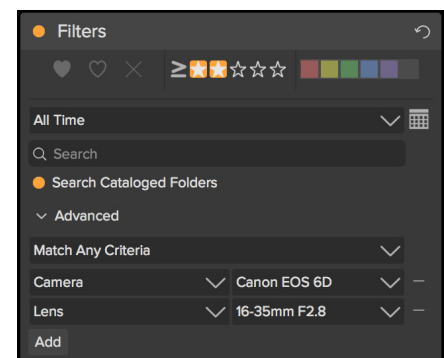 Filters
≥
All Time
Search
Search Cataloged Folders
Advanced
Match Any Criteria
Camera Canon EOS 6D
Lens 16-35mm F2.8
Add